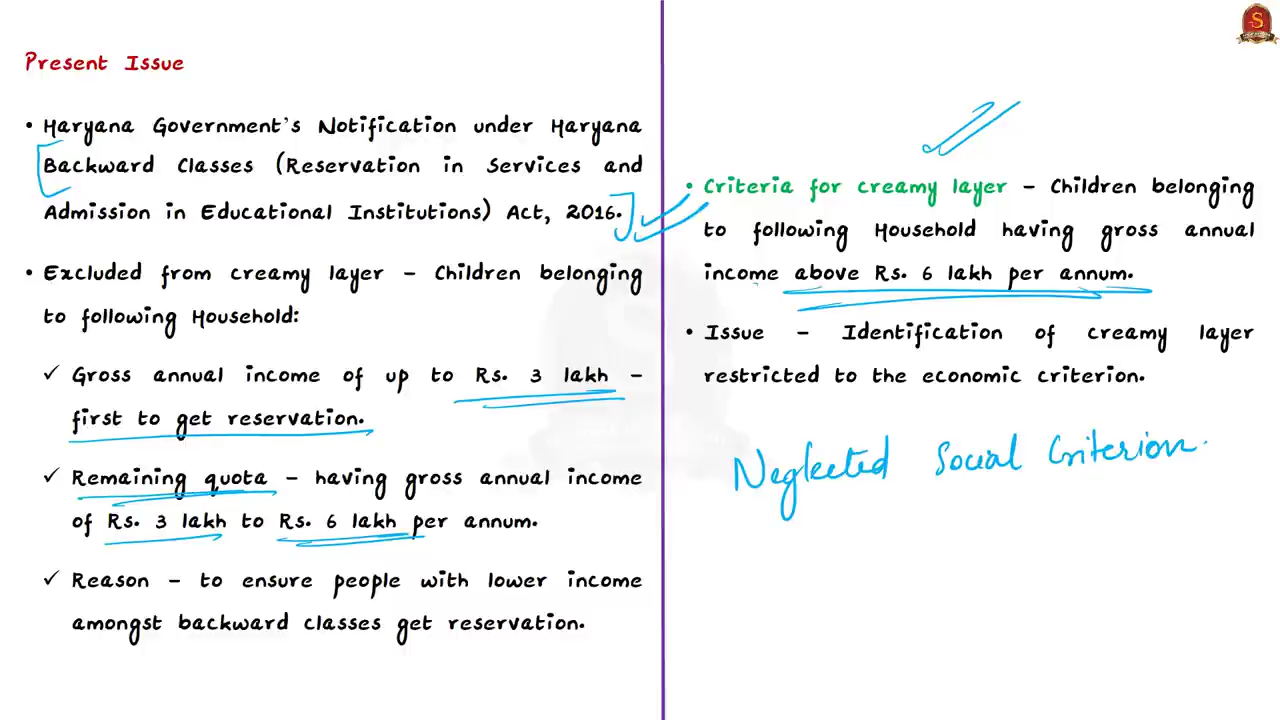 Present Issue
• Haryana Government's Notification under Haryana
Backward Classes (Reservation in Services and
Admission in Educational Institutions) Act, 2016.
• Excluded from creamy layer – Children belonging
to following Household:
✓ Gross annual income of up to Rs. 3 lakh –
first to get reservation.
✓ Remaining quota – having gross annual income
of Rs. 3 lakh to Rs. 6 lakh per annum.
✓ Reason – to ensure people with lower income
amongst backward classes get reservation.
• Criteria for creamy layer – Children belonging
to following Household having gross annual
income above Rs. 6 lakh per annum.
• Issue – Identification of creamy layer
restricted to the economic criterion.
Neglected Social Criterion.